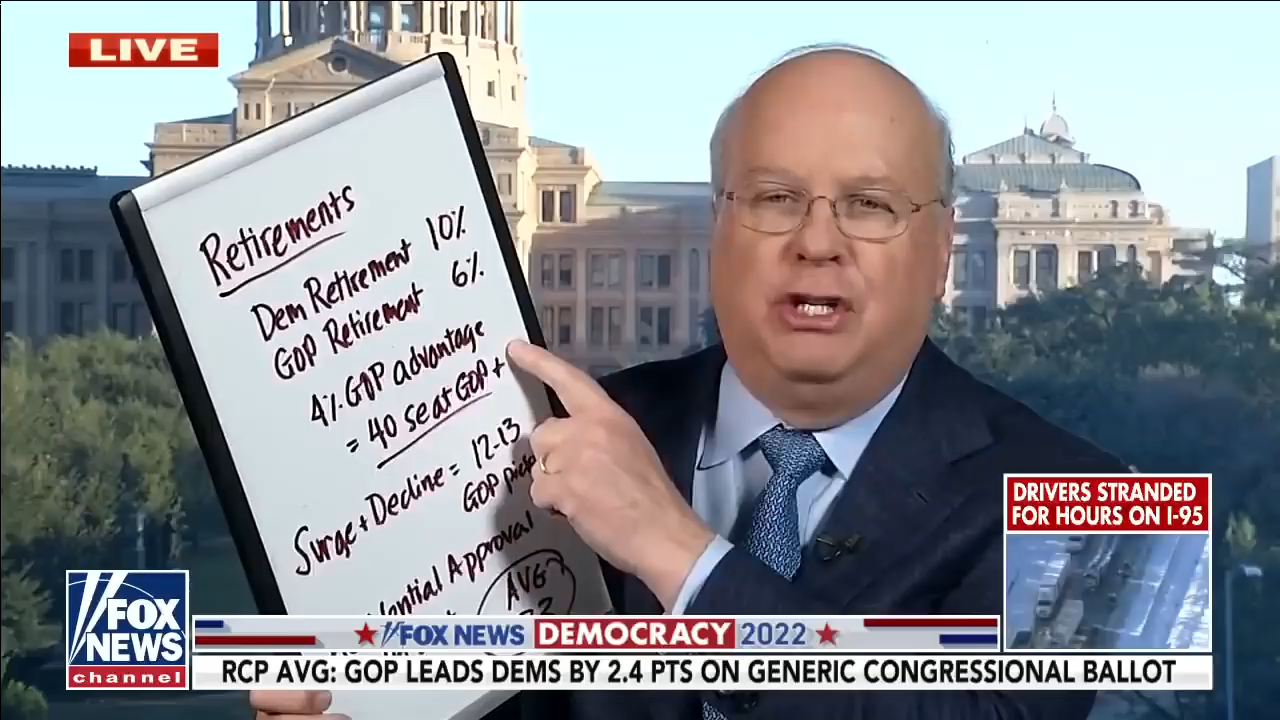 LIVE
Retirements
Dem Retirement 10%
GOP Retirement 6%
4% GOP advantage
= 40 seat GOP +
Surge + Decline = 12-13
GOP
Approval
AVG
DRIVERS STRANDED
FOR HOURS ON I-95
FOX
NEWS
channel
FOX NEWS DEMOCRACY 2022
RCP AVG: GOP LEADS DEMS BY 2.4 PTS ON GENERIC CONGRESSIONAL BALLOT